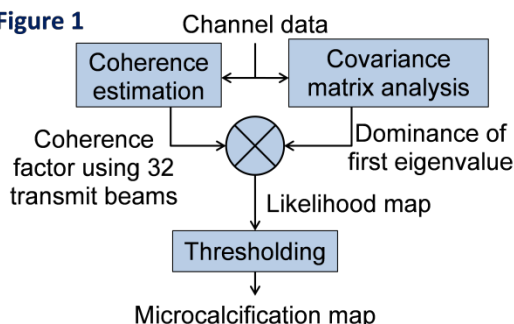 Figure 1
Channel data
Coherence
estimation
Covariance
matrix analysis
Coherence
factor using 32
transmit beams
Dominance of
first eigenvalue
Likelihood map
Thresholding
Microcalcification map